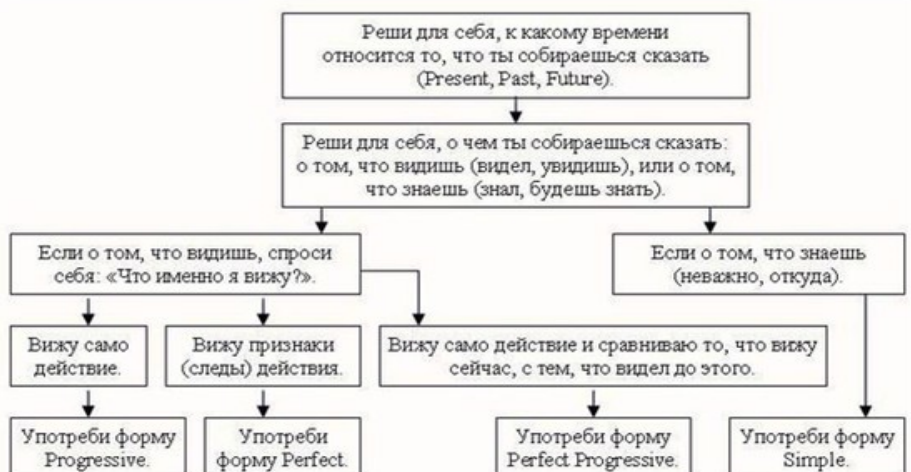 Реши для себя, к какому времени
относится то, что ты собираешься сказать
(Present, Past, Future).
Реши для себя, о чем ты собираешься сказать:
о том, что видишь (видел, увидишь), или о том,
что знаешь (знал, будешь знать).
Если о том, что видишь, спроси
себя: «Что именно я вижу?».
Если о том, что знаешь
(неважно, откуда).
Вижу само
действие.
Вижу признаки
(следы) действия.
Вижу само действие и сравниваю то, что вижу
сейчас, с тем, что видел до этого.
Употреби форму
Progressive.
Употреби
форму Perfect.
Употреби форму
Perfect Progressive.
Употреби форму
Simple.